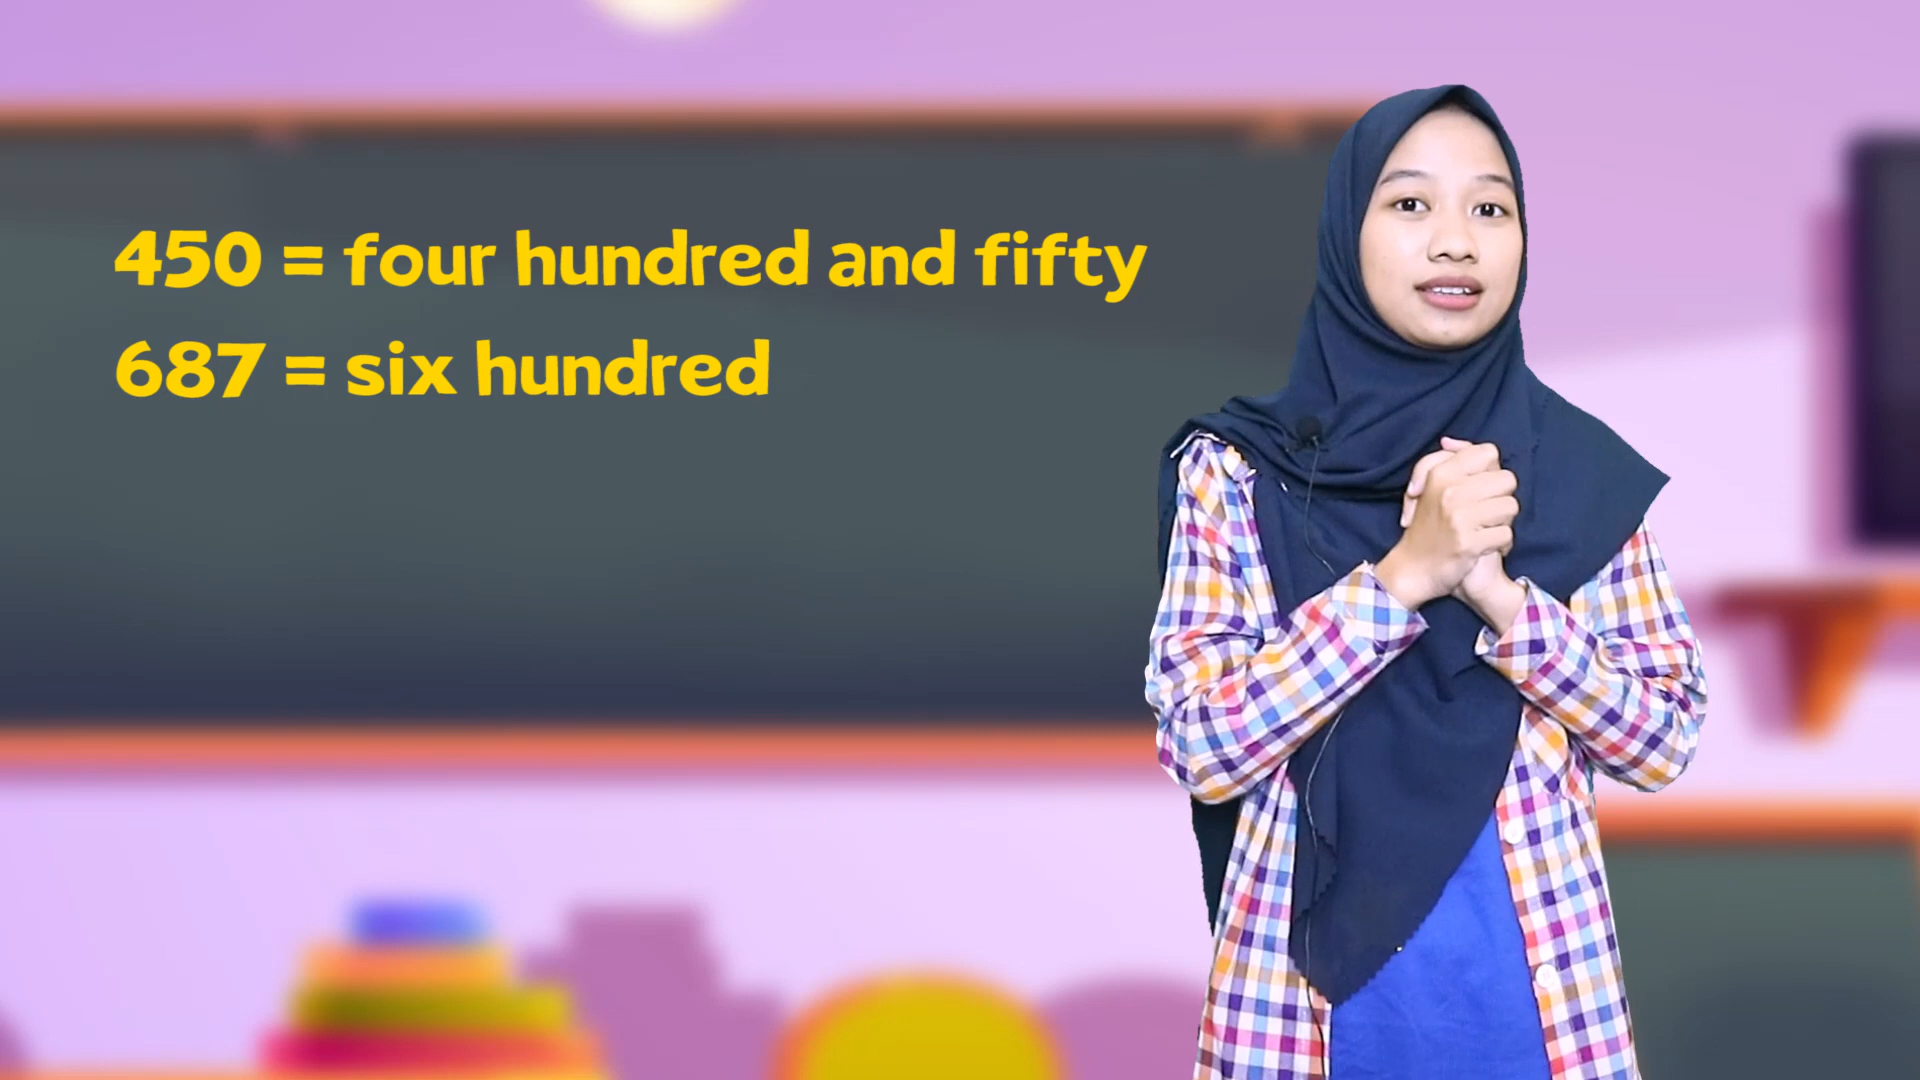 450 = four hundred and fifty
687 = six hundred